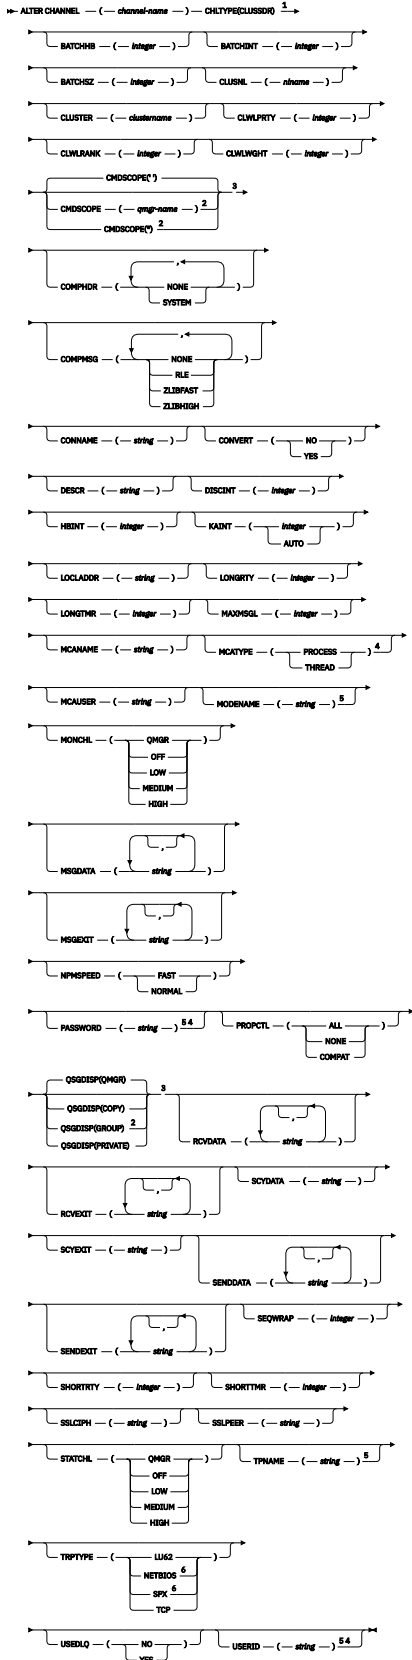 ALTER CHANNEL ( channel-name ) CHLTYPE(CLUSSDR) 1
BATCHHB ( integer ) BATCHINT ( integer )
BATCHSZ ( integer ) CLUSNL ( nlname )
CLUSTER ( clustername ) CLWLPRTY ( integer )
CLWLRANK ( integer ) CLWLWGHT ( integer )
CMDSCOPE(' ')
3
CMDSCOPE ( qmgr-name ) 2
CMDSCOPE(*) 2
,
COMPHDR ( NONE )
SYSTEM
,
COMPMSG ( NONE )
RLE
ZLIBFAST
ZLIBHIGH
CONNAME ( string ) CONVERT ( NO )
YES
DESCR ( string ) DISCINT ( integer )
HBINT ( integer ) KAINT ( integer )
AUTO
LOCLADDR ( string ) LONGRTY ( integer )
LONGTMR ( integer ) MAXMSGL ( integer )
MCANAME ( string ) MCATYPE ( PROCESS ) 4
THREAD
MCAUSER ( string ) MODENAME ( string ) 5
MONCHL ( QMGR )
OFF
LOW
MEDIUM
HIGH
,
MSGDATA ( string )
,
MSGEXIT ( string )
NPMSPEED ( FAST )
NORMAL
PASSWORD ( string ) 5 4 PROPCTL ( ALL )
NONE
COMPAT
QSGDISP(QMGR)
3
QSGDISP(COPY)
,
QSGDISP(GROUP) 2
QSGDISP(PRIVATE) RCVDATA ( string )
, SCYDATA ( string )
RCVEXIT ( string )
SCYEXIT ( string ) ,
SENDDATA ( string )
, SEQWRAP ( integer )
SENDEXIT ( string )
SHORTRTY ( integer ) SHORTTMR ( integer )
SSLCIPH ( string ) SSLPEER ( string )
STATCHL ( QMGR ) TPNAME ( string ) 5
OFF
LOW
MEDIUM
HIGH
TRPTYPE ( LU62 )
NETBIOS 6
SPX 6
TCP
USEDLQ ( NO ) USERID ( string ) 5 4
YES